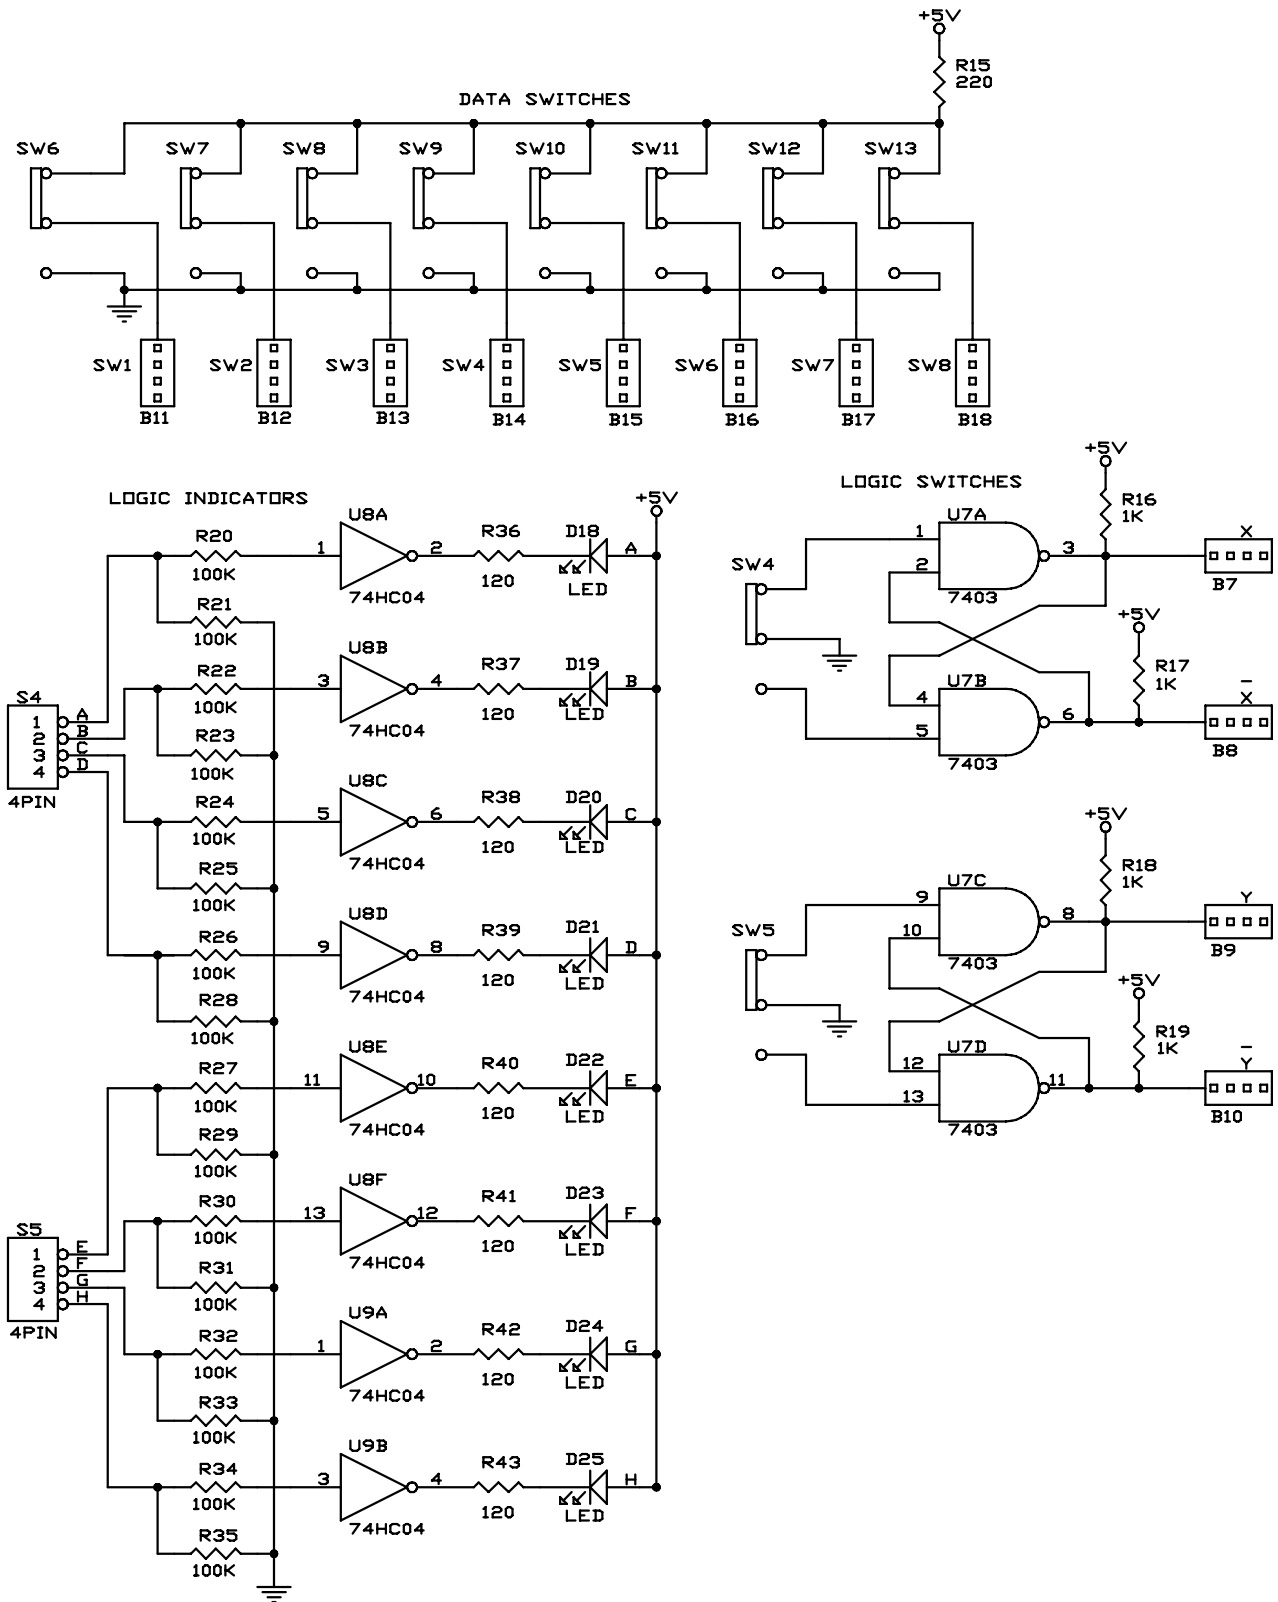 +5V
R15
220
DATA SWITCHES
SW6 SW7 SW8 SW9 SW10 SW11 SW12 SW13
SW1 SW2 SW3 SW4 SW5 SW6 SW7 SW8
B11 B12 B13 B14 B15 B16 B17 B18
LOGIC INDICATORS
+5V
R20
100K
1
U8A
2
74HC04
R36
120
D18
LED
A
R21
100K
R22
100K
3
U8B
4
74HC04
R37
120
D19
LED
B
R23
100K
S4
1 A
2 B
3 C
4 D
4PIN
R24
100K
5
U8C
6
74HC04
R38
120
D20
LED
C
R25
100K
R26
100K
9
U8D
8
74HC04
R39
120
D21
LED
D
R28
100K
R27
100K
11
U8E
10
74HC04
R40
120
D22
LED
E
R29
100K
R30
100K
13
U8F
12
74HC04
R41
120
D23
LED
F
R31
100K
S5
1 E
2 F
3 G
4 H
4PIN
R32
100K
1
U9A
2
74HC04
R42
120
D24
LED
G
R33
100K
R34
100K
3
U9B
4
74HC04
R43
120
D25
LED
H
R35
100K
LOGIC SWITCHES
+5V
R16
1K
SW4
1
2
U7A
3
7403
X
B7
+5V
R17
1K
4
5
U7B
6
7403
X̅
B8
+5V
R18
1K
SW5
9
10
U7C
8
7403
Y
B9
+5V
R19
1K
12
13
U7D
11
7403
Y̅
B10